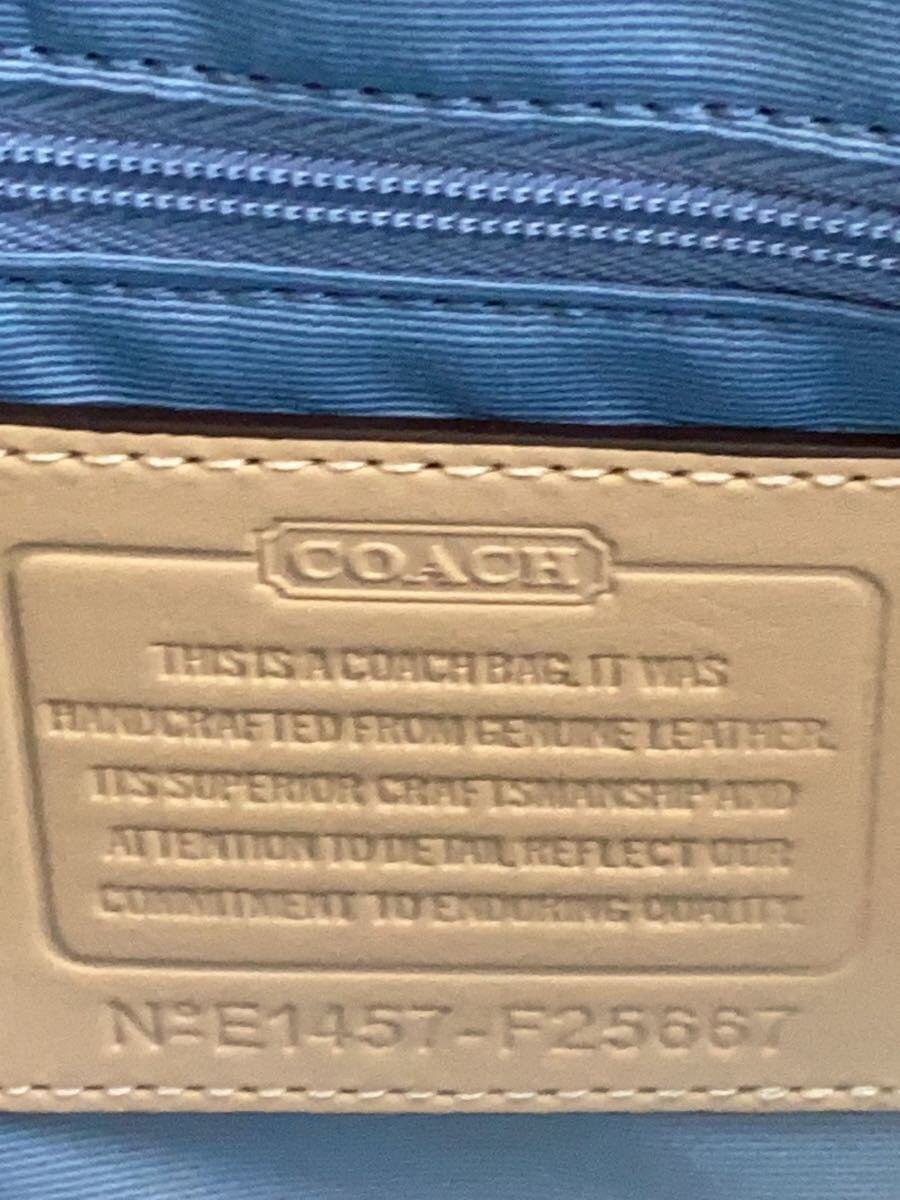 COACH
THIS IS A COACH BAG. IT WAS
HANDCRAFTED FROM GENUINE LEATHER.
ITS SUPERIOR CRAFTSMANSHIP AND
ATTENTION TO DETAIL REFLECT OUR
COMMITMENT TO ENDURING QUALITY.
Nº E1457-F25667